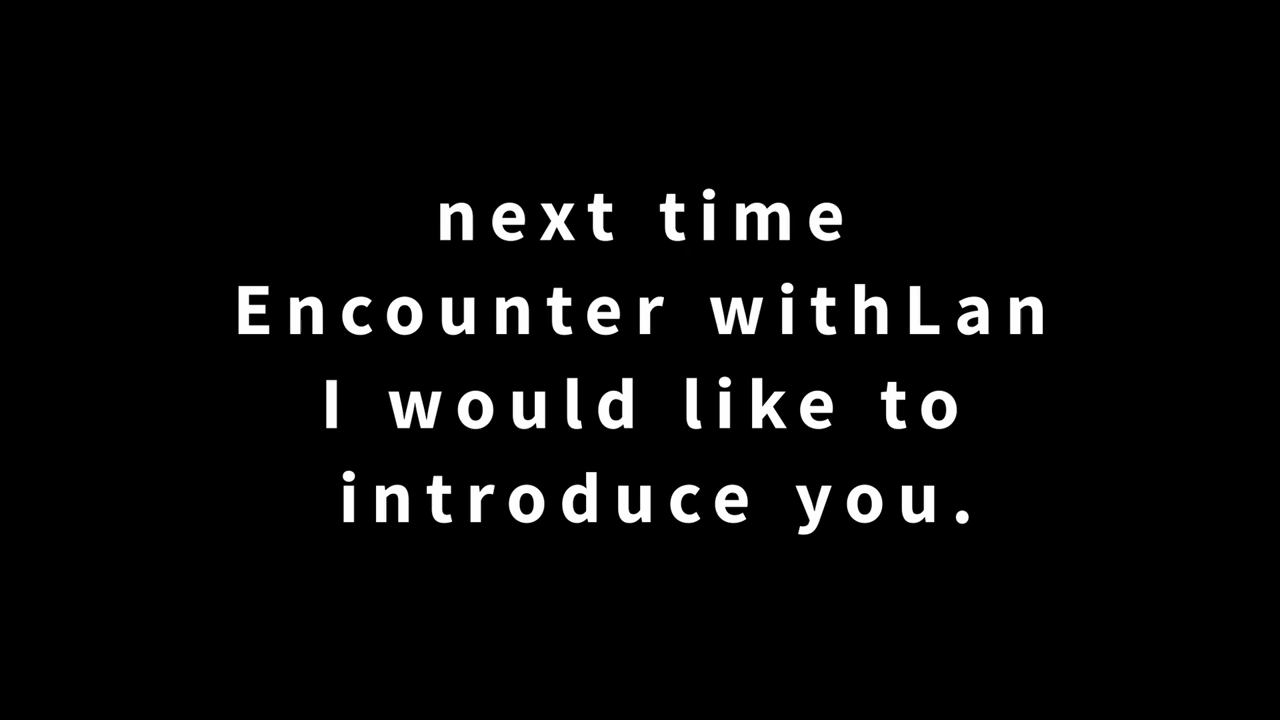 next time
Encounter withLan
I would like to
introduce you.